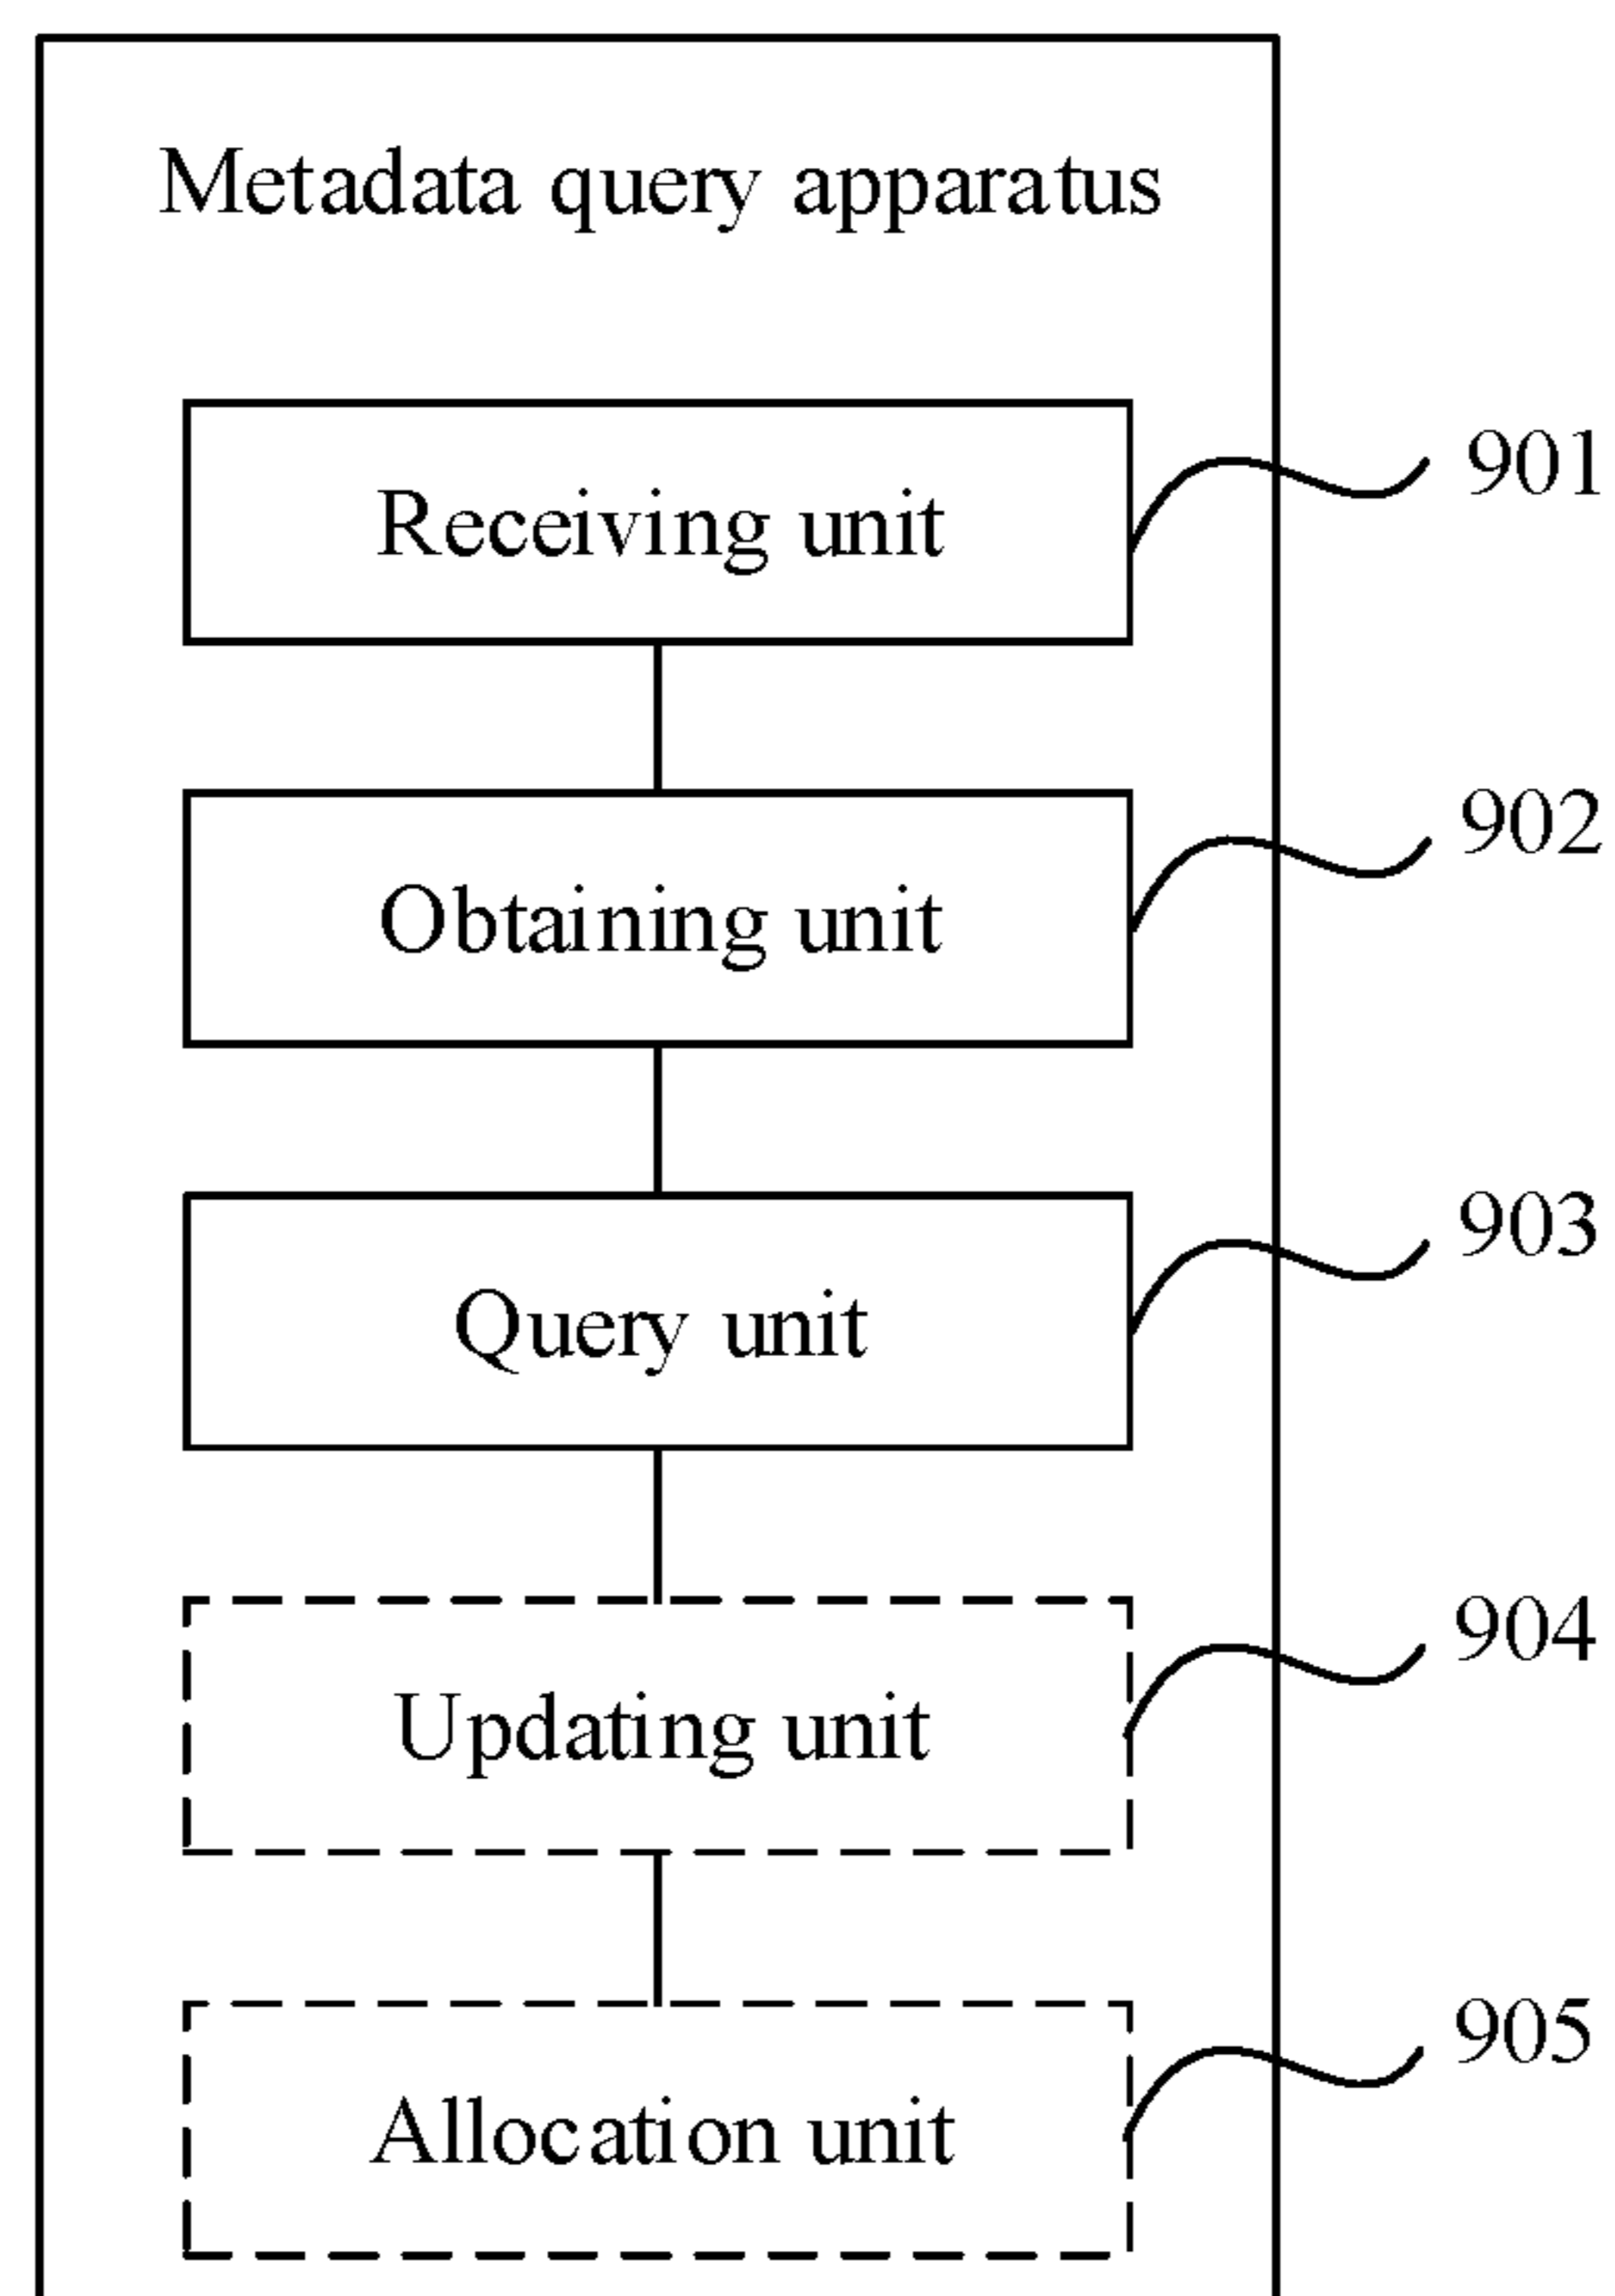 Metadata query apparatus
Receiving unit
901
Obtaining unit
902
Query unit
903
Updating unit
904
Allocation unit
905